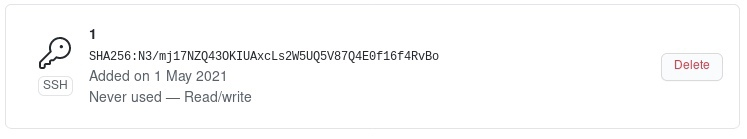 1
SHA256:N3/mj17NZQ43OKIUAxcLs2W5UQ5V87Q4E0f16f4RvBo
SSH
Added on 1 May 2021
Never used — Read/write
Delete